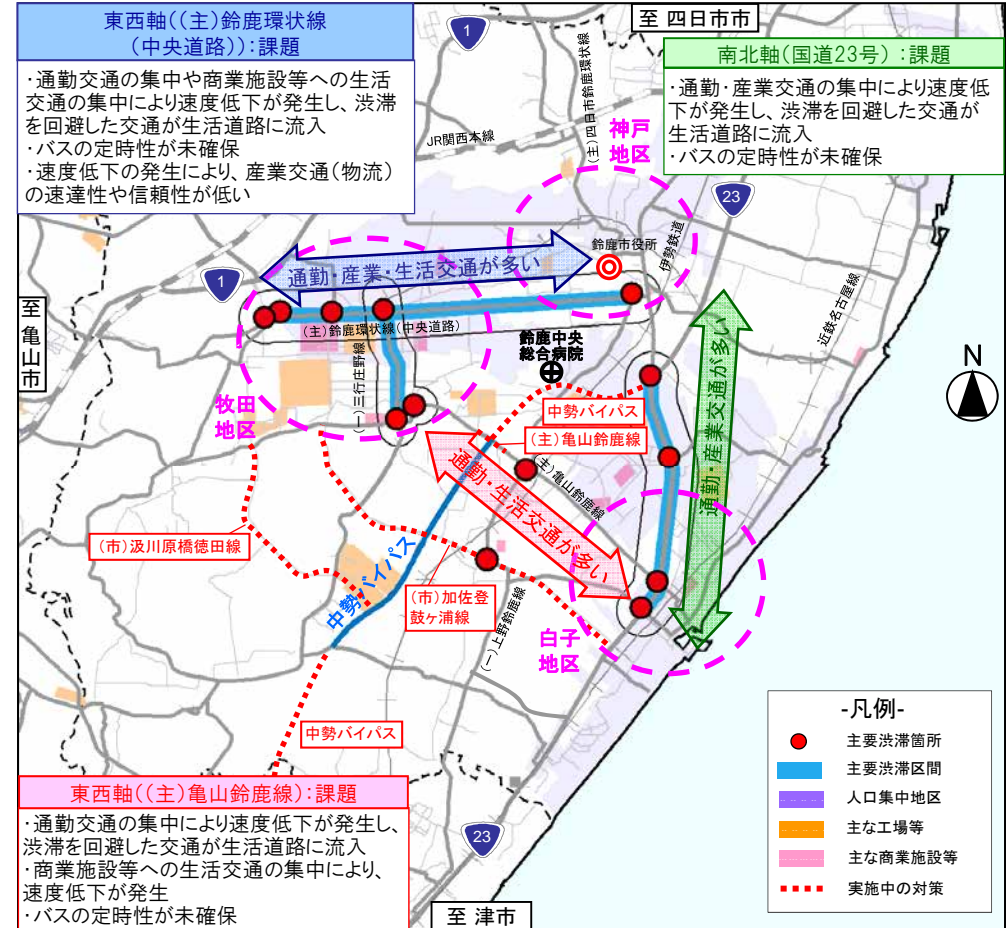 東西軸((主)鈴鹿環状線
(中央道路)):課題
・通勤交通の集中や商業施設等への生活
交通の集中により速度低下が発生し、渋滞
を回避した交通が生活道路に流入
・バスの定時性が未確保
・速度低下の発生により、産業交通(物流)
の速達性や信頼性が低い
1
至 四日市市
南北軸(国道23号):課題
・通勤・産業交通の集中により速度低
下が発生し、渋滞を回避した交通が
生活道路に流入
・バスの定時性が未確保
(主)四日市鈴鹿環状線
JR関西本線
神戸
地区
23
鈴鹿市役所
伊勢鉄道
近鉄名古屋線
1
通勤・産業・生活交通が多い
至 亀山市
(主)鈴鹿環状線(中央道路)
(一)三行庄野線
鈴鹿中央
総合病院
N
牧田
地区
中勢バイパス
(主)亀山鈴鹿線
(主)亀山鈴鹿線
通勤・産業交通が多い
通勤・生活交通が多い
(市)汲川原橋徳田線
中勢バイパス
(市)加佐登
鼓ヶ浦線
(一)上野鈴鹿線
白子
地区
中勢バイパス
東西軸((主)亀山鈴鹿線):課題
・通勤交通の集中により速度低下が発生し、
渋滞を回避した交通が生活道路に流入
・商業施設等への生活交通の集中により、
速度低下が発生
・バスの定時性が未確保
23
至 津市
-凡例-
主要渋滞箇所
主要渋滞区間
人口集中地区
主な工場等
主な商業施設等
実施中の対策